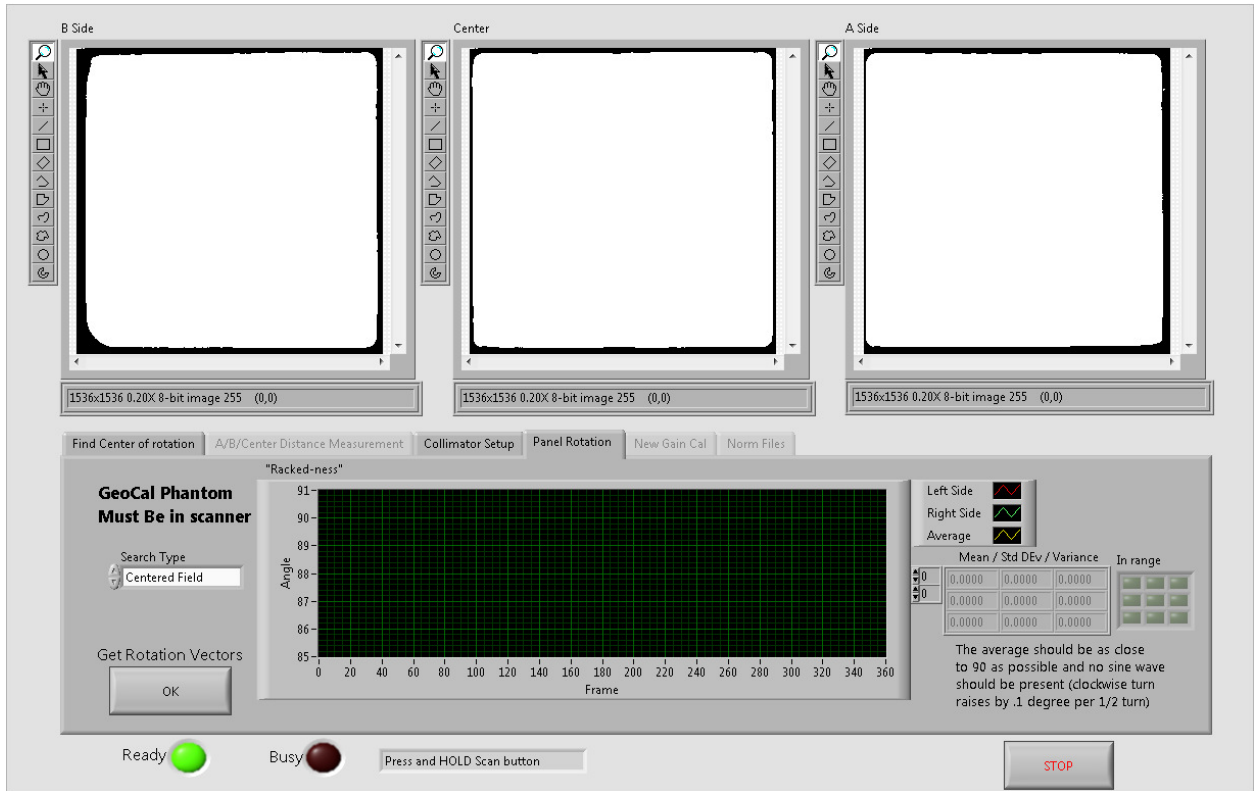 B Side
Center
A Side
1536x1536 0.20X 8-bit image 255 (0,0)
1536x1536 0.20X 8-bit image 255 (0,0)
1536x1536 0.20X 8-bit image 255 (0,0)
Find Center of rotation
A/B/Center Distance Measurement
Collimator Setup
Panel Rotation
New Gain Cal
Norm Files
GeoCal Phantom
Must Be in scanner
Search Type
Centered Field
Get Rotation Vectors
OK
"Racked-ness"
Angle
91
90
89
88
87
86
85
0 20 40 60 80 100 120 140 160 180 200 220 240 260 280 300 320 340 360
Frame
Left Side
Right Side
Average
Mean / Std DEv / Variance
In range
0
0
0.0000 0.0000 0.0000
0.0000 0.0000 0.0000
0.0000 0.0000 0.0000
The average should be as close
to 90 as possible and no sine wave
should be present (clockwise turn
raises by .1 degree per 1/2 turn)
Ready
Busy
Press and HOLD Scan button
STOP